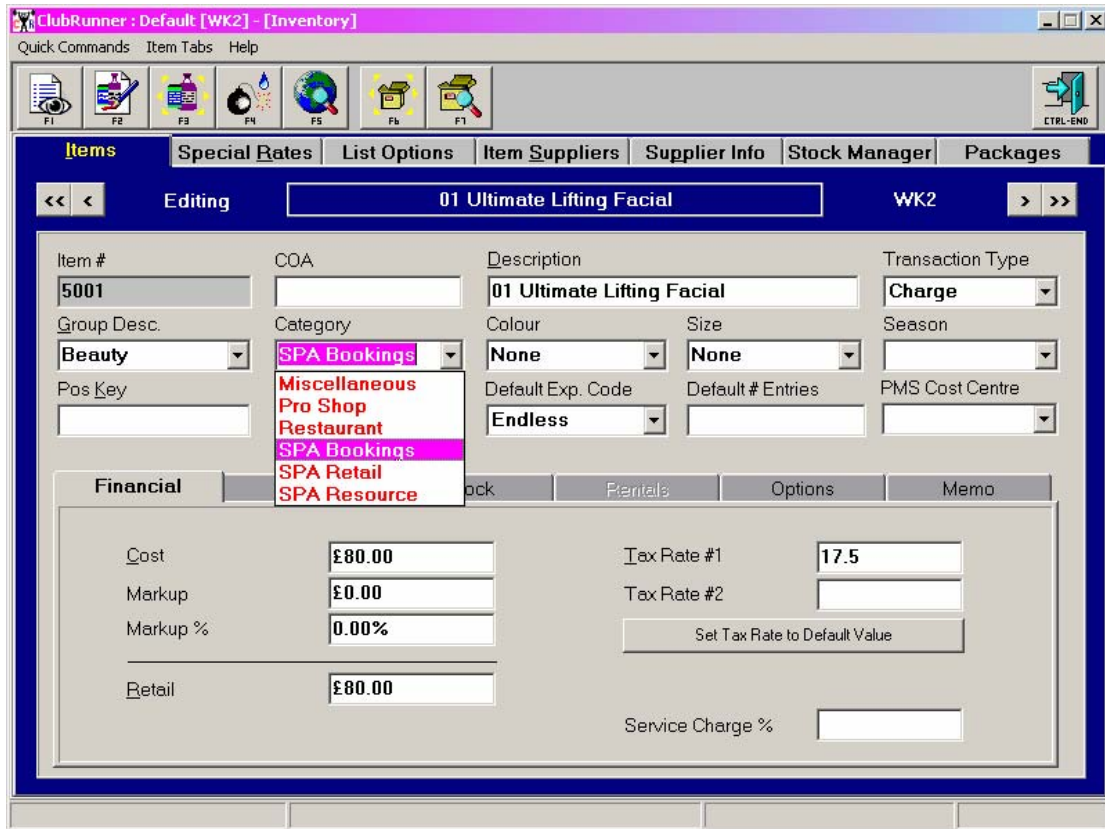 ClubRunner : Default [WK2] - [Inventory]
Quick Commands Item Tabs Help
F1 F2 F3 F4 F5 F6 F7 CTRL-END
Items Special Rates List Options Item Suppliers Supplier Info Stock Manager Packages
<< < Editing 01 Ultimate Lifting Facial WK2 > >>
Item # COA Description Transaction Type
5001 01 Ultimate Lifting Facial Charge
Group Desc. Category Colour Size Season
Beauty SPA Bookings None None
Pos Key Miscellaneous Default Exp. Code Default # Entries PMS Cost Centre
Pro Shop
Restaurant Endless
SPA Bookings
SPA Retail
Financial SPA Resource ock Rentals Options Memo
Cost £80.00 Tax Rate #1 17.5
Markup £0.00 Tax Rate #2
Markup % 0.00% Set Tax Rate to Default Value
Retail £80.00
Service Charge %